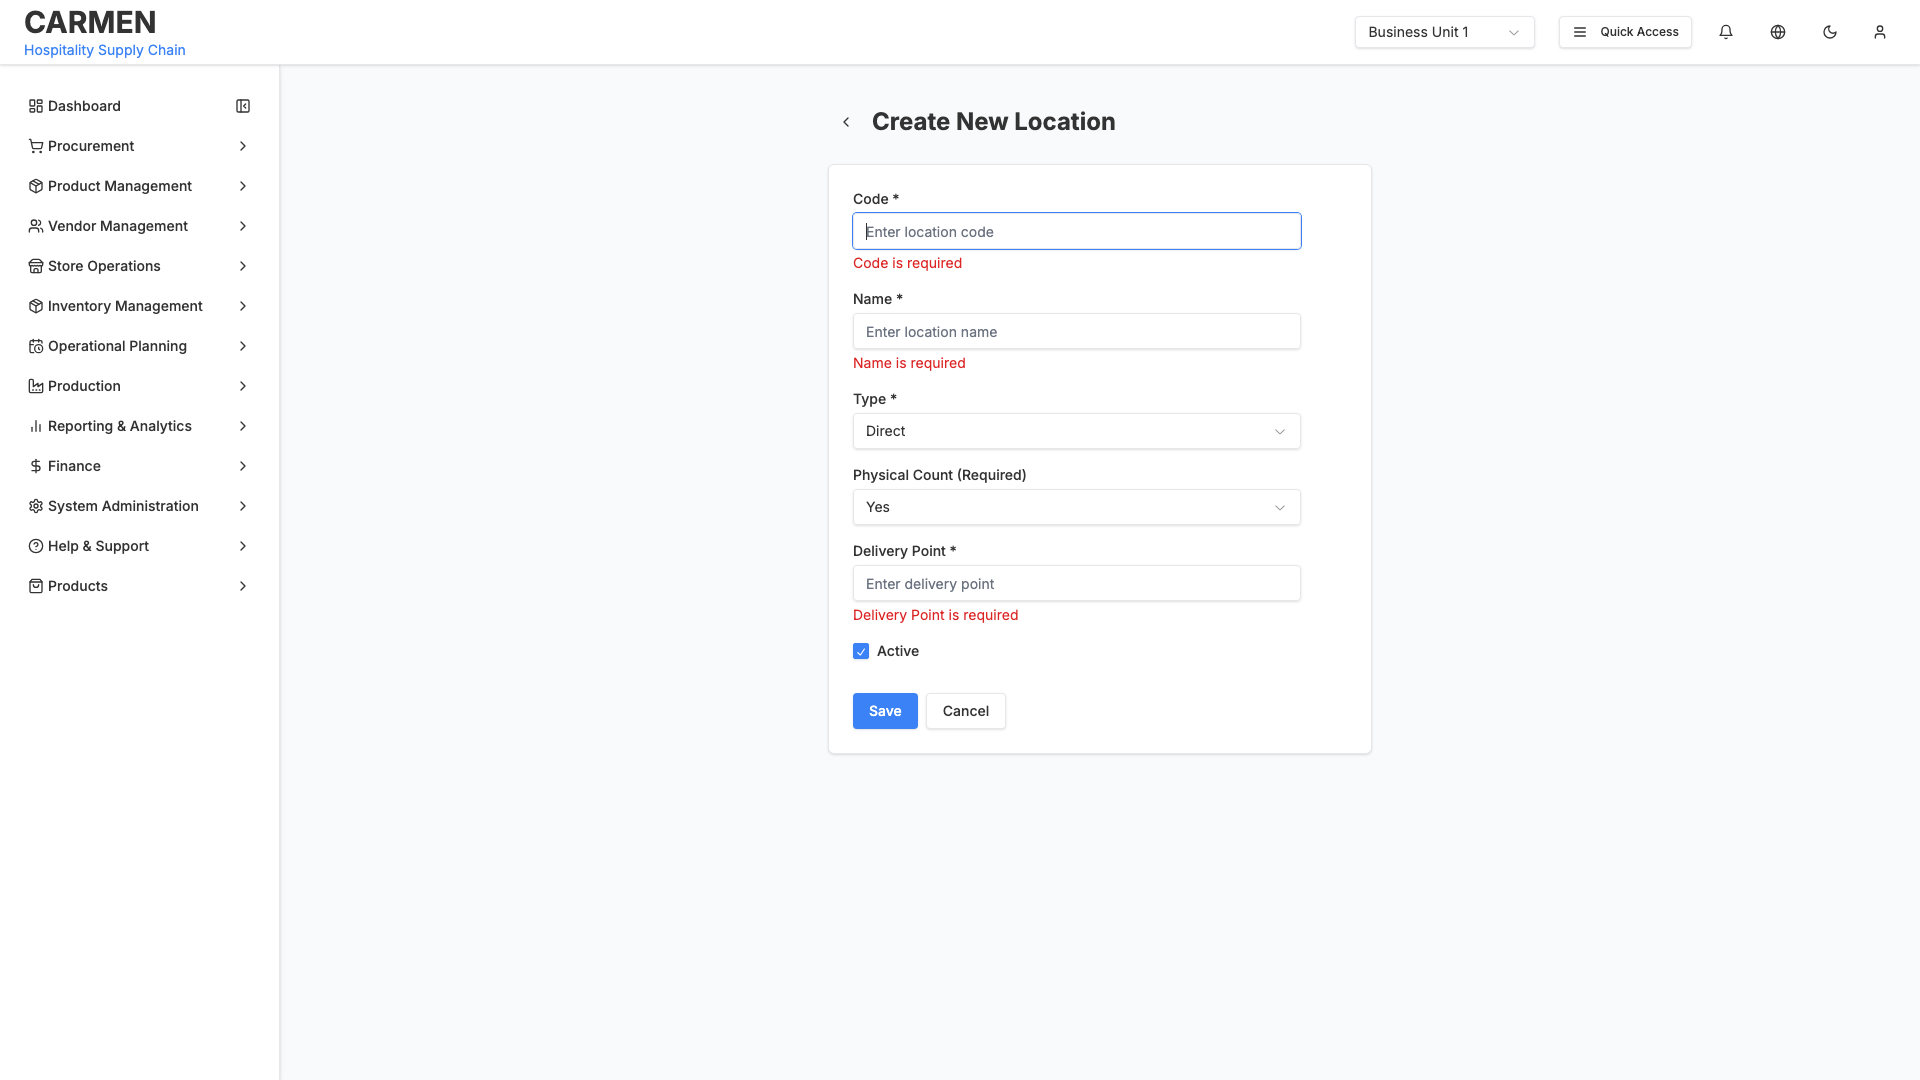 CARMEN
Hospitality Supply Chain
Business Unit 1
Quick Access
Dashboard
Procurement
Product Management
Vendor Management
Store Operations
Inventory Management
Operational Planning
Production
Reporting & Analytics
Finance
System Administration
Help & Support
Products
Create New Location
Code *
Enter location code
Code is required
Name *
Enter location name
Name is required
Type *
Direct
Physical Count (Required)
Yes
Delivery Point *
Enter delivery point
Delivery Point is required
Active
Save
Cancel